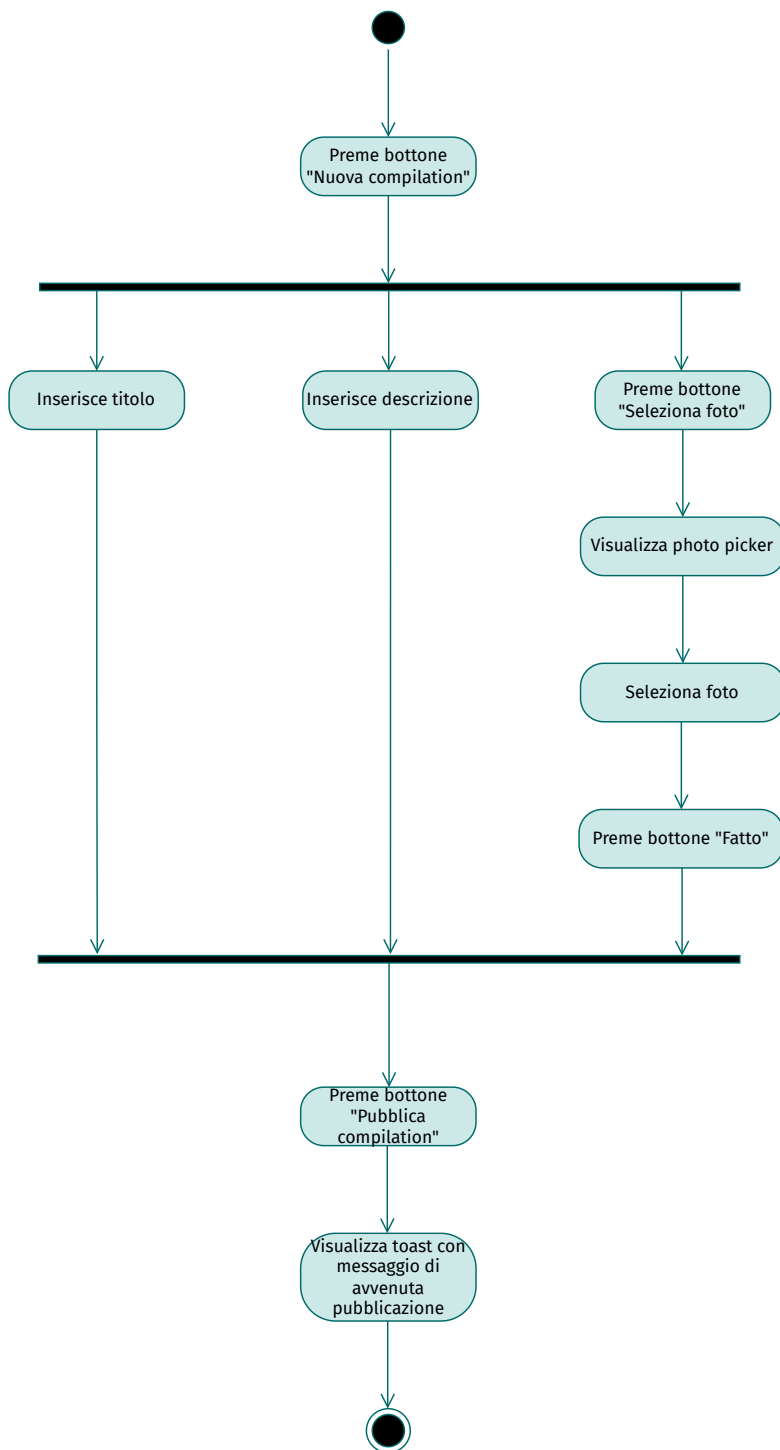 Preme bottone
"Nuova compilation"
Inserisce titolo
Inserisce descrizione
Preme bottone
"Seleziona foto"
Visualizza photo picker
Seleziona foto
Preme bottone "Fatto"
Preme bottone
"Pubblica
compilation"
Visualizza toast con
messaggio di
avvenuta
pubblicazione